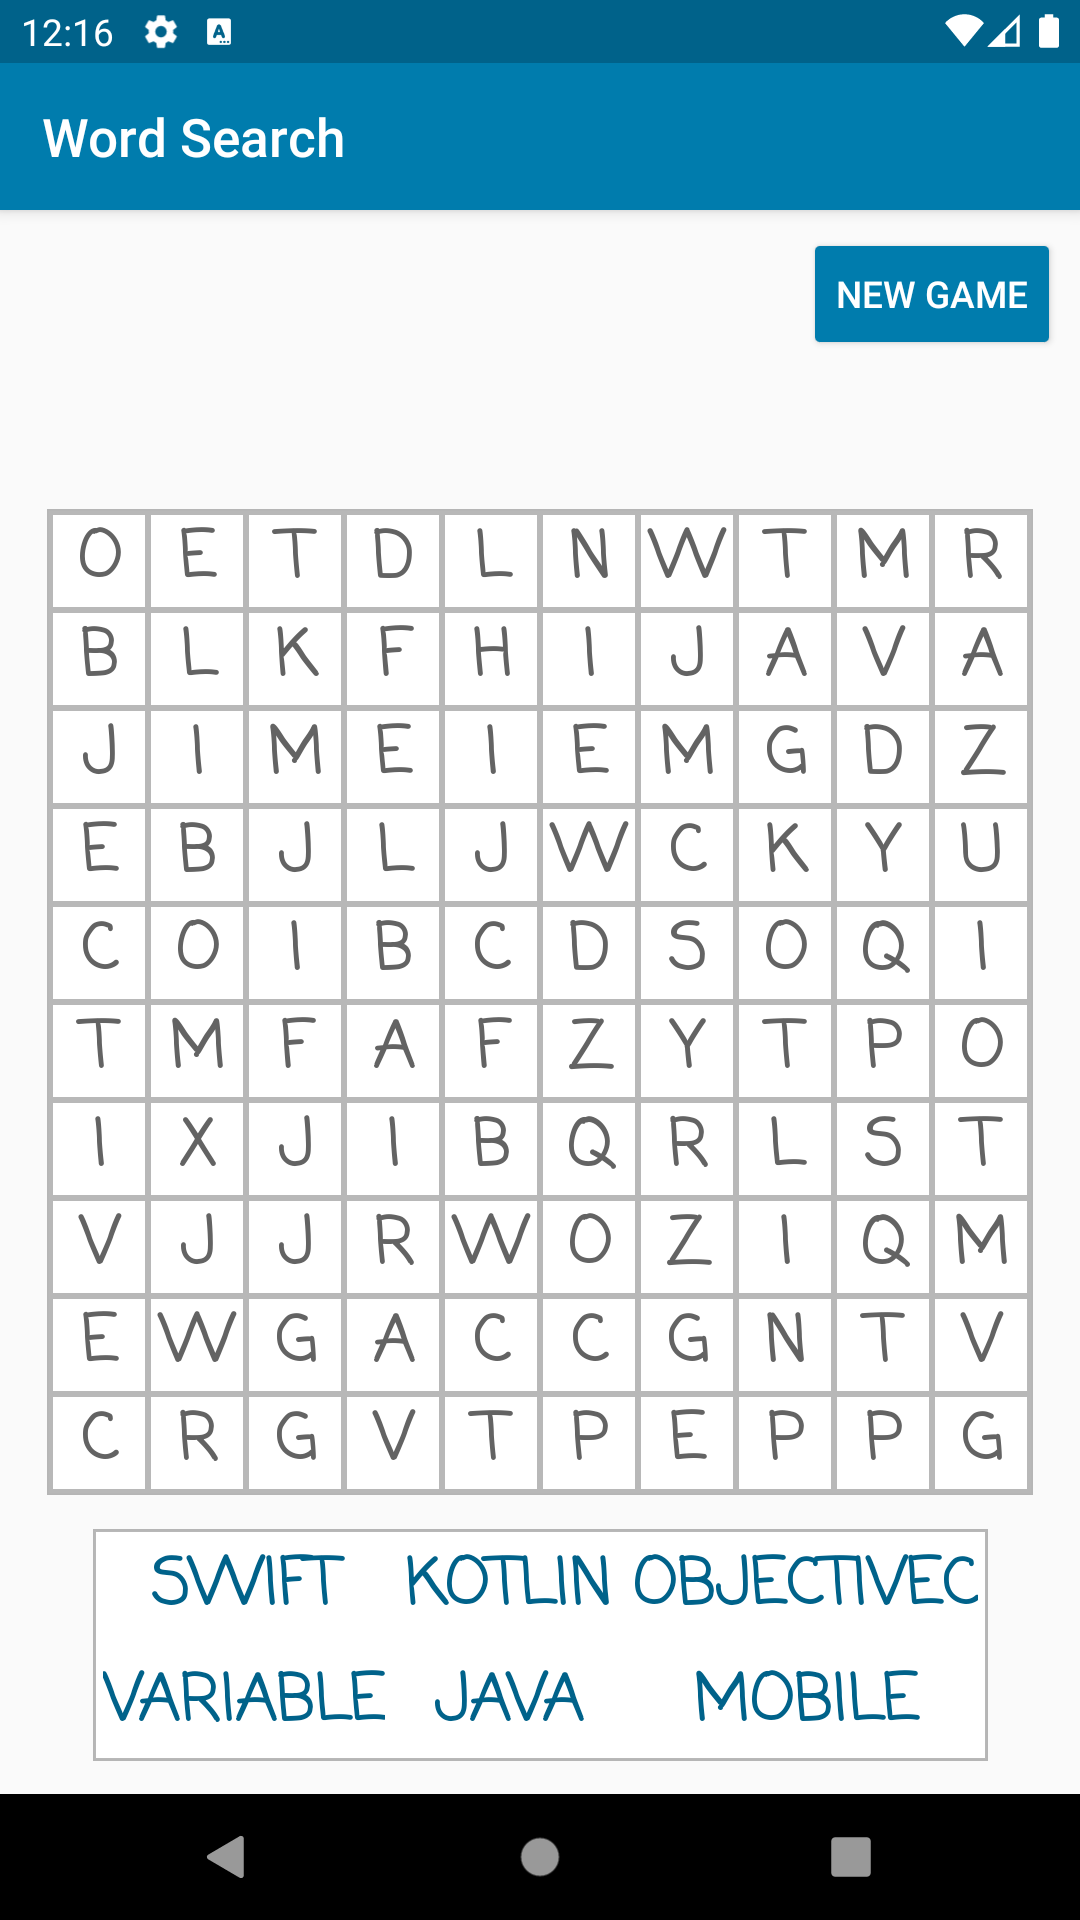 12:16
Word Search
NEW GAME
O E T D L N W T M R
B L K F H I J A V A
J I M E I E M G D Z
E B J L J W C K Y U
C O I B C D S O Q I
T M F A F Z Y T P O
I X J I B Q R L S T
V J J R W O Z I Q M
E W G A C C G N T V
C R G V T P E P P G
SWIFT KOTLIN OBJECTIVEC
VARIABLE JAVA MOBILE